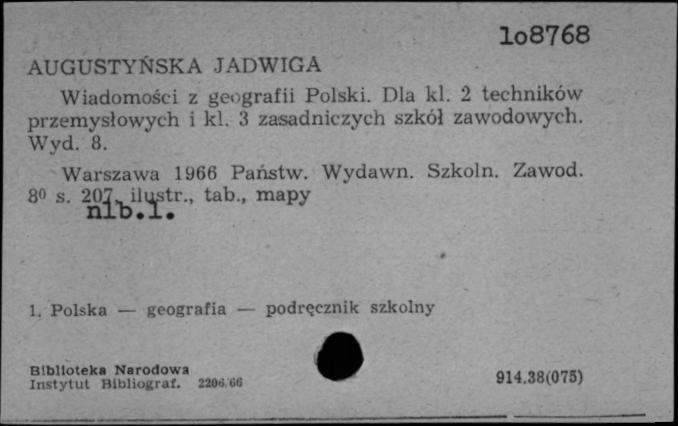 lo8768
AUGUSTYŃSKA JADWIGA
Wiadomości z geografii Polski. Dla kl. 2 techników
przemysłowych i kl. 3 zasadniczych szkół zawodowych.
Wyd. 8.
Warszawa 1966 Państw. Wydawn. Szkoln. Zawod.
8⁰ s. 207, ilustr., tab., mapy
nlb.l.
1. Polska — geografia — podręcznik szkolny
Biblioteka Narodowa
Instytut Bibliograf. 2206/66
914.38(075)